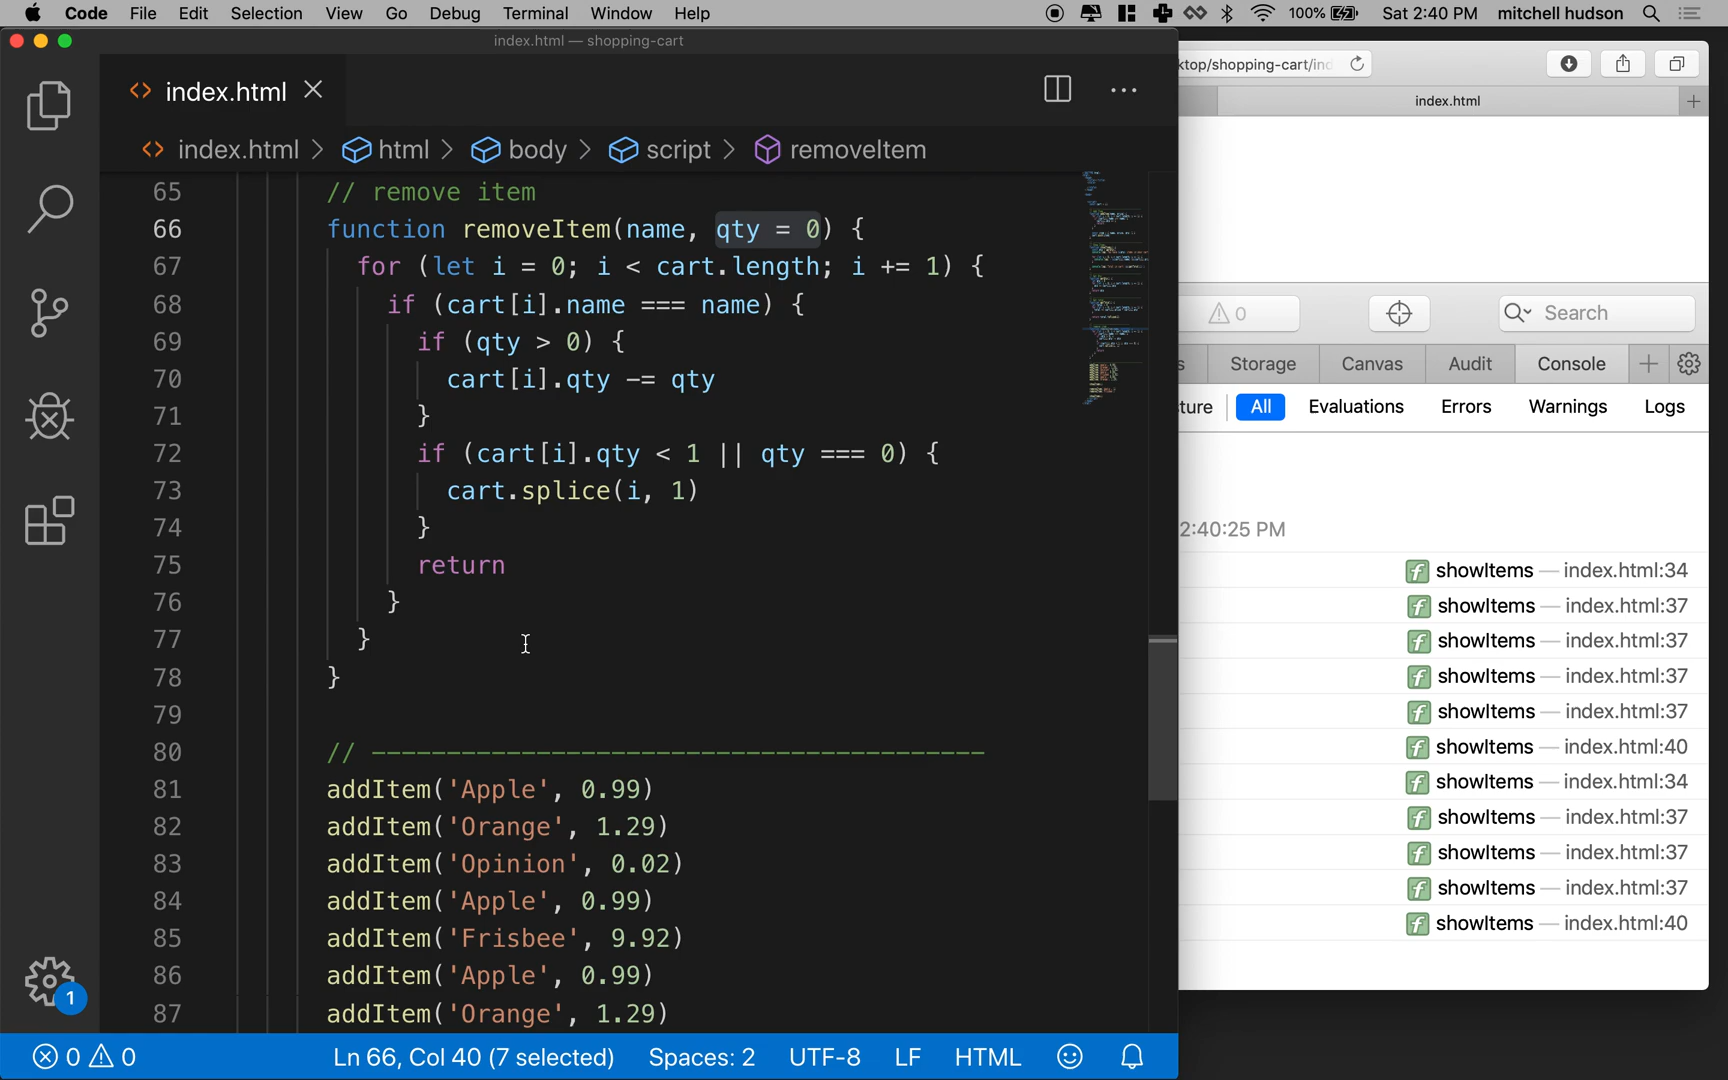 Code File Edit Selection View Go Debug Terminal Window Help 100% Sat 2:40 PM mitchell hudson
index.html — shopping-cart
ktop/shopping-cart/ind
index.html
index.html
index.html > html > body > script > removeItem
65 // remove item
66 function removeItem(name, qty = 0) {
67 for (let i = 0; i < cart.length; i += 1) {
68 if (cart[i].name === name) {
69 if (qty > 0) {
70 cart[i].qty -= qty
71 }
72 if (cart[i].qty < 1 || qty === 0) {
73 cart.splice(i, 1)
74 }
75 return
76 }
77 }
78 }
79
80 // -----------------------------------------
81 addItem('Apple', 0.99)
82 addItem('Orange', 1.29)
83 addItem('Opinion', 0.02)
84 addItem('Apple', 0.99)
85 addItem('Frisbee', 9.92)
86 addItem('Apple', 0.99)
87 addItem('Orange', 1.29)
1
0 0 Ln 66, Col 40 (7 selected) Spaces: 2 UTF-8 LF HTML
0 Search
s Storage Canvas Audit Console
ture All Evaluations Errors Warnings Logs
2:40:25 PM
f showItems — index.html:34
f showItems — index.html:37
f showItems — index.html:37
f showItems — index.html:37
f showItems — index.html:37
f showItems — index.html:40
f showItems — index.html:34
f showItems — index.html:37
f showItems — index.html:37
f showItems — index.html:37
f showItems — index.html:40